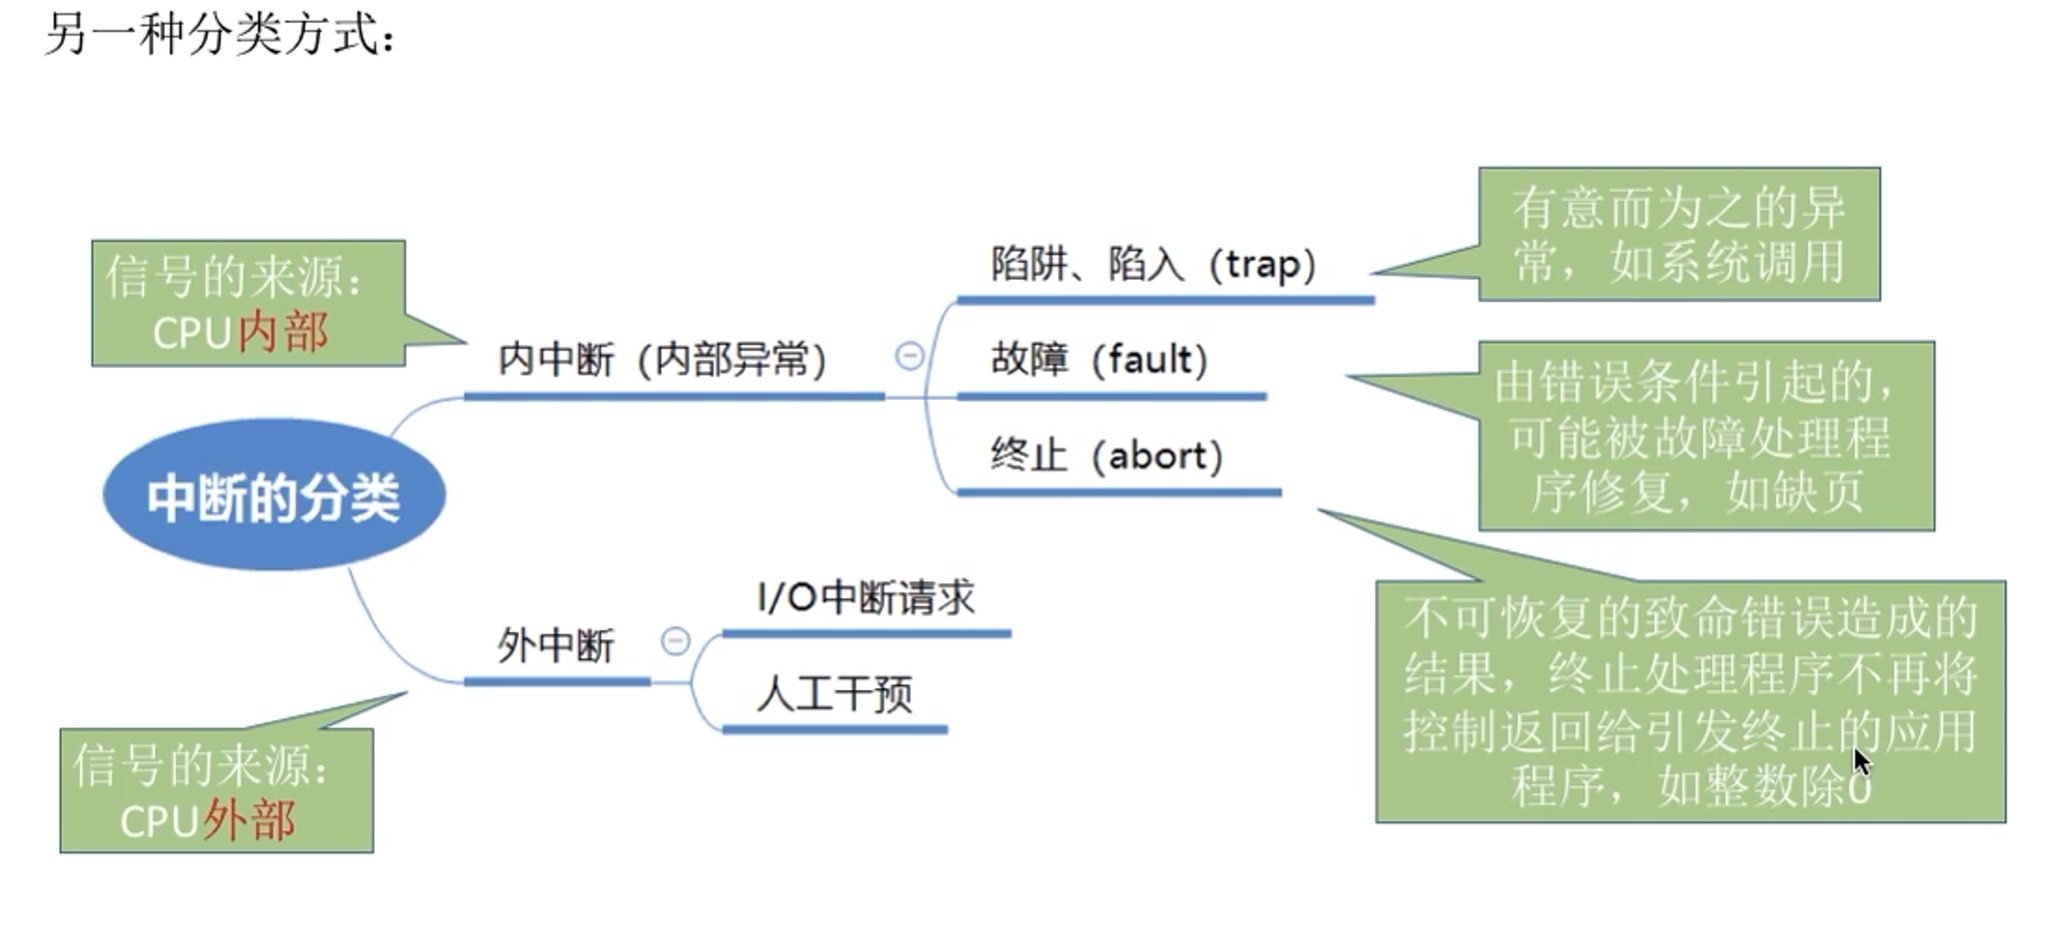 另一种分类方式：
信号的来源：
CPU内部
内中断（内部异常）
陷阱、陷入（trap）
有意而为之的异
常，如系统调用
故障（fault）
由错误条件引起的，
可能被故障处理程
序修复，如缺页
终止（abort）
不可恢复的致命错误造成的
结果，终止处理程序不再将
控制返回给引发终止的应用
程序，如整数除0
中断的分类
外中断
I/O中断请求
人工干预
信号的来源：
CPU外部